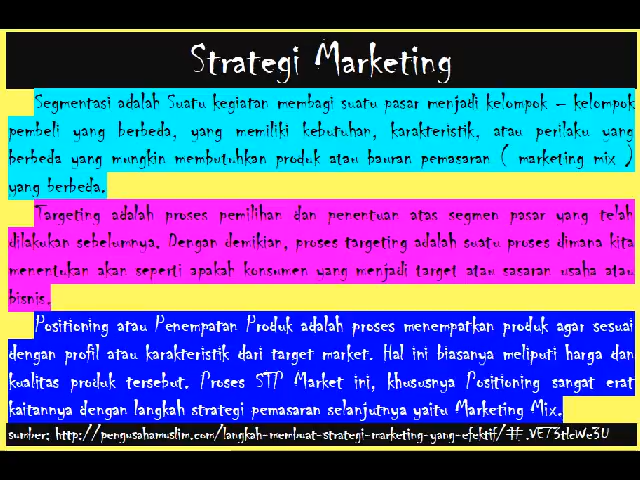 Strategi Marketing
Segmentasi adalah Suatu kegiatan membagi suatu pasar menjadi kelompok – kelompok
pembeli yang berbeda, yang memiliki kebutuhan, karakteristik, atau perilaku yang
berbeda yang mungkin membutuhkan produk atau bauran pemasaran ( marketing mix )
yang berbeda.
Targeting adalah proses pemilihan dan penentuan atas segmen pasar yang telah
dilakukan sebelumnya. Dengan demikian, proses targeting adalah suatu proses dimana kita
menentukan akan seperti apakah konsumen yang menjadi target atau sasaran usaha atau
bisnis.
Positioning atau Penempatan Produk adalah proses menempatkan produk agar sesuai
dengan profil atau karakteristik dari target market. Hal ini biasanya meliputi harga dan
kualitas produk tersebut. Proses STP Market ini, khususnya Positioning sangat erat
kaitannya dengan langkah strategi pemasaran selanjutnya yaitu Marketing Mix.
sumber: http://pengusahamuslim.com/langkah-membuat-strategi-marketing-yang-efektif/#.VET3tlcWe3U